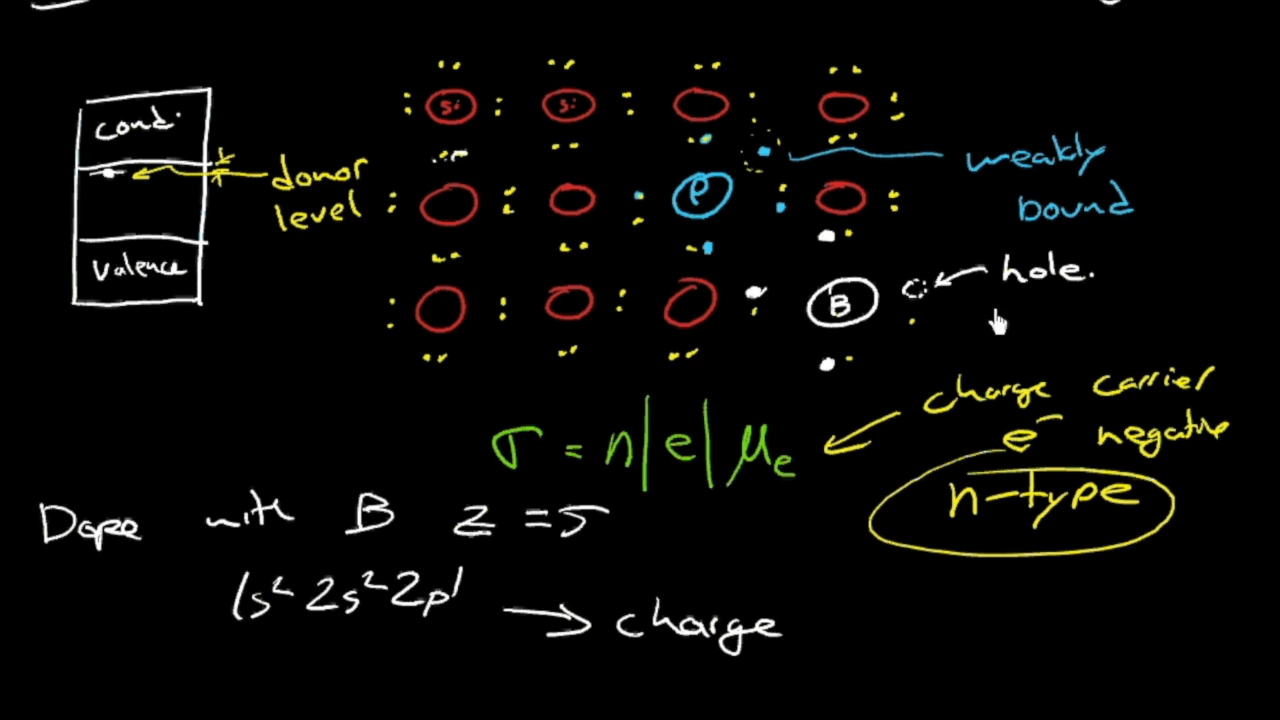 cond.
donor
level
valence
Si
Si
P
B
weakly
bound
hole.
σ = n|e|μe
charge carrier
e⁻ negative
n-type
Dope with B z = 5
1s² 2s² 2p¹ → charge